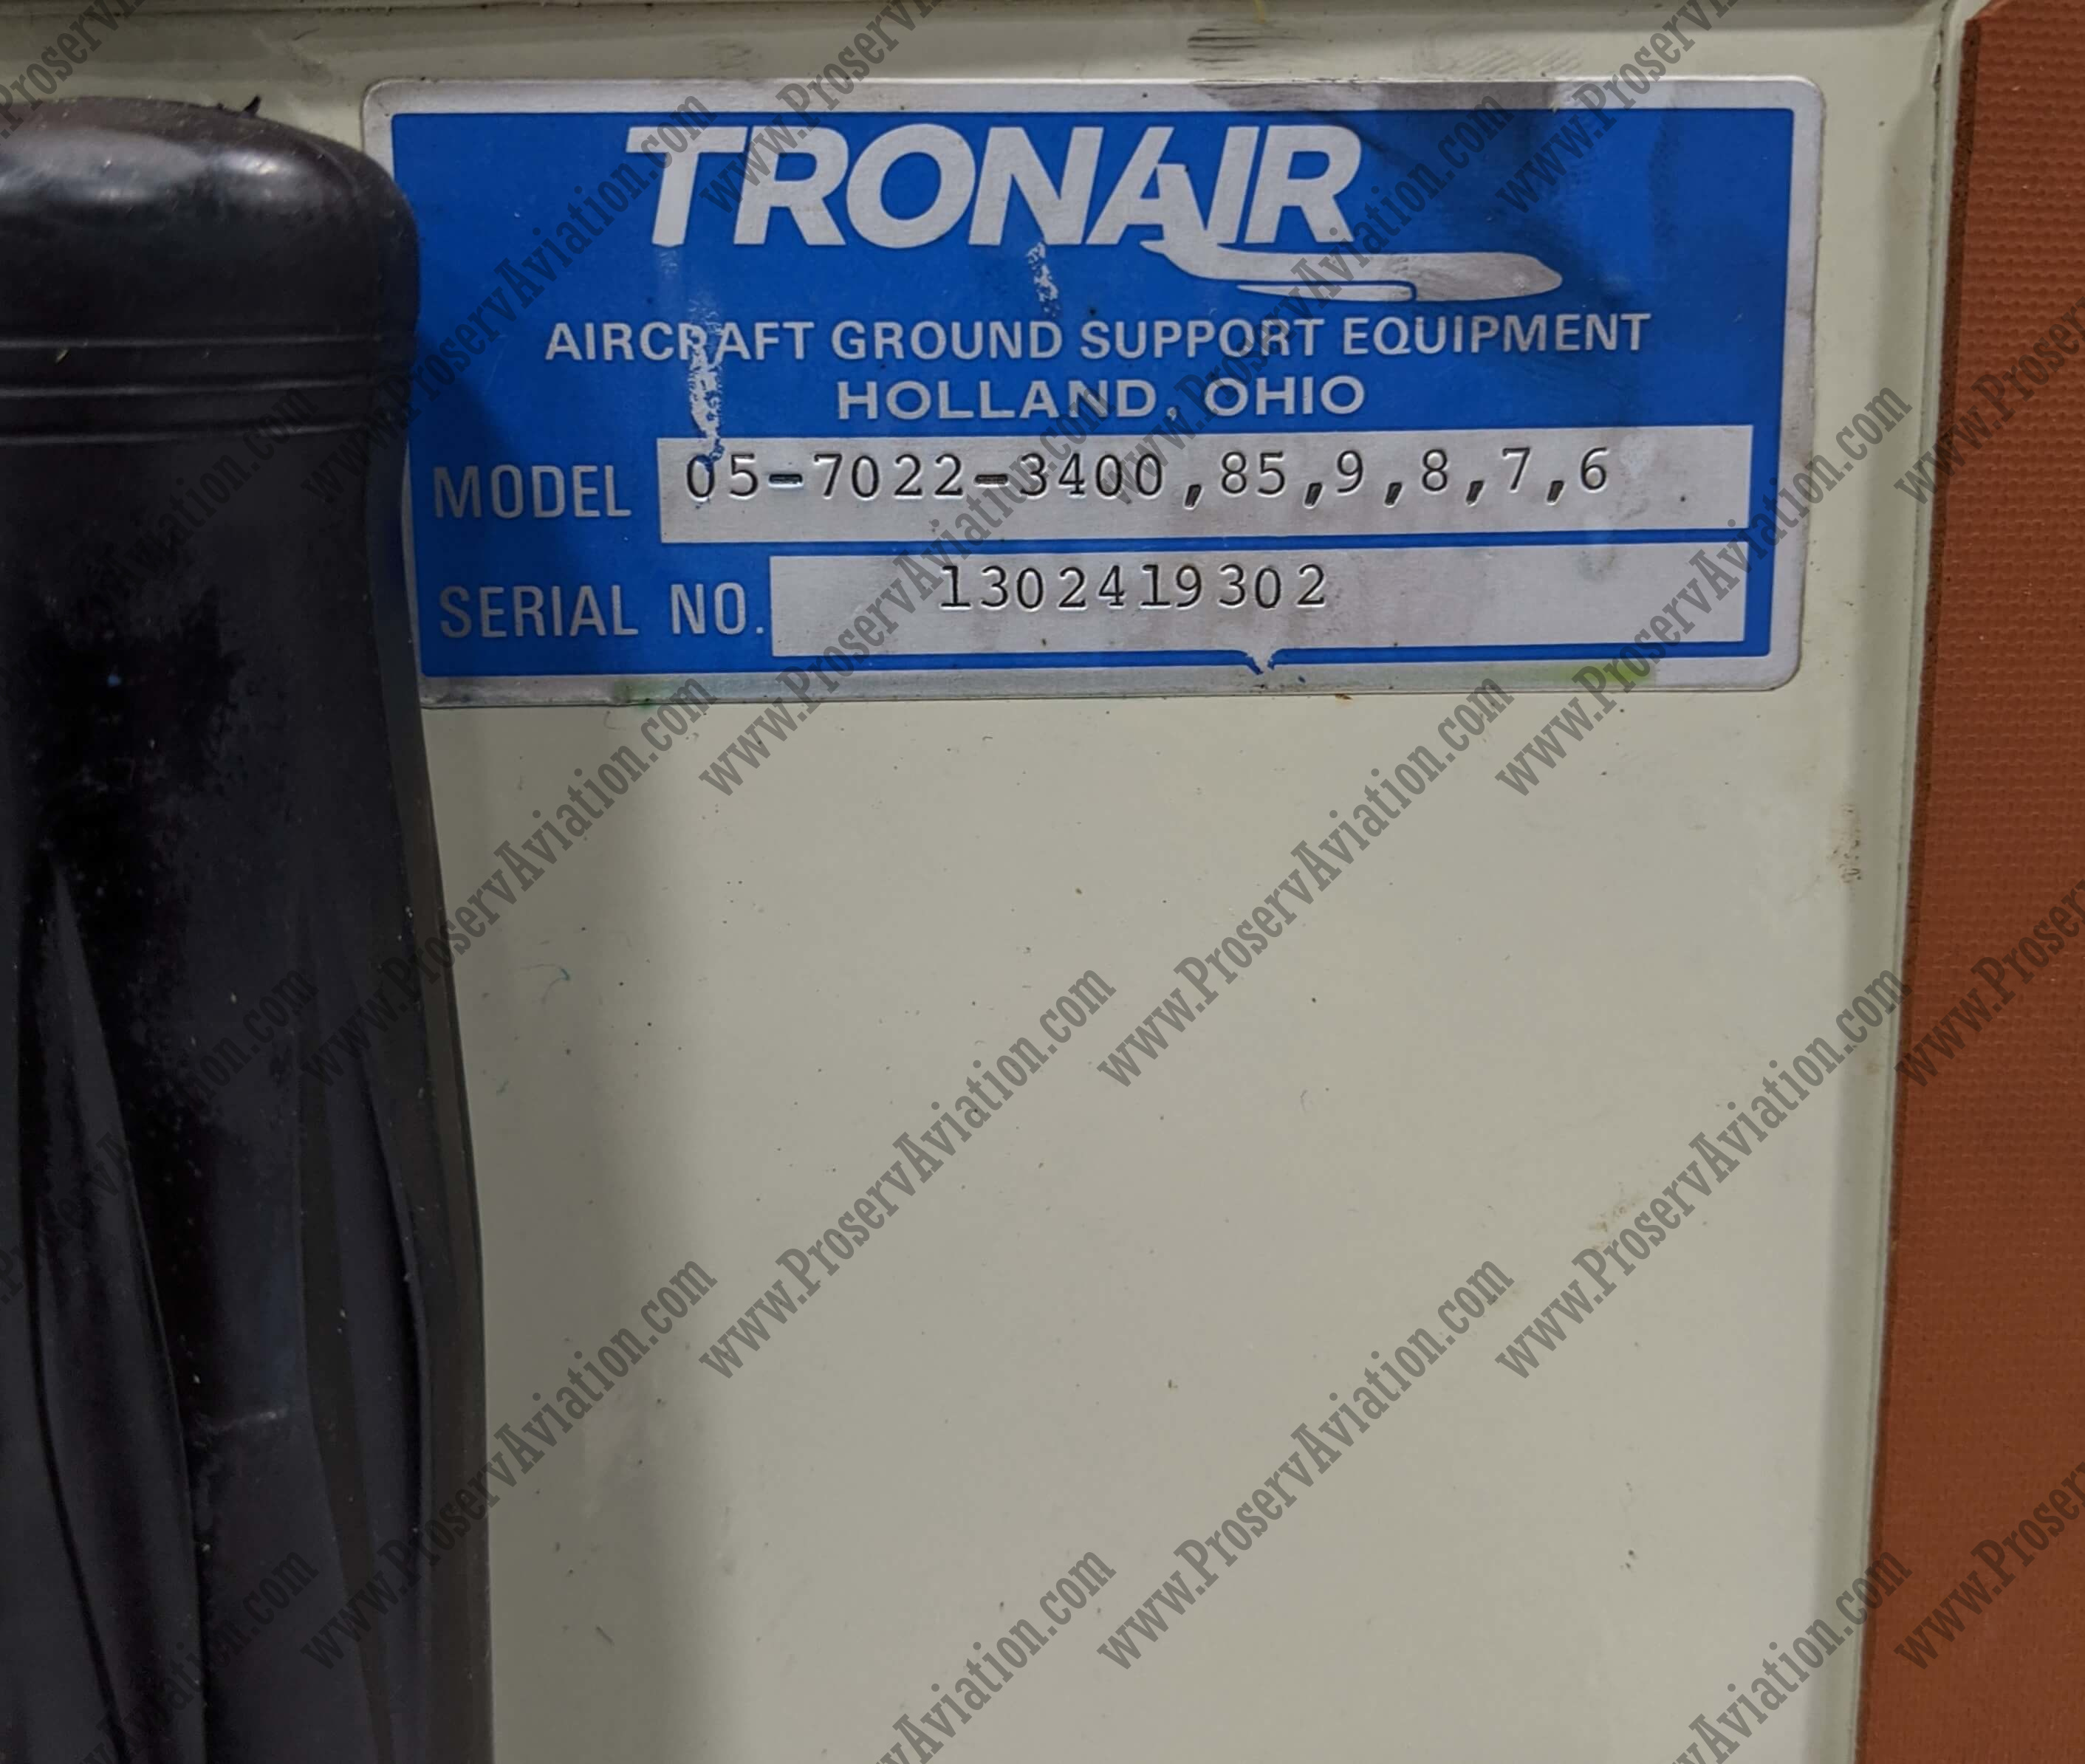 TRONAIR
AIRCRAFT GROUND SUPPORT EQUIPMENT
HOLLAND, OHIO
MODEL 05-7022-3400,85,9,8,7,6
SERIAL NO. 1302419302
www.ProservAviation.com